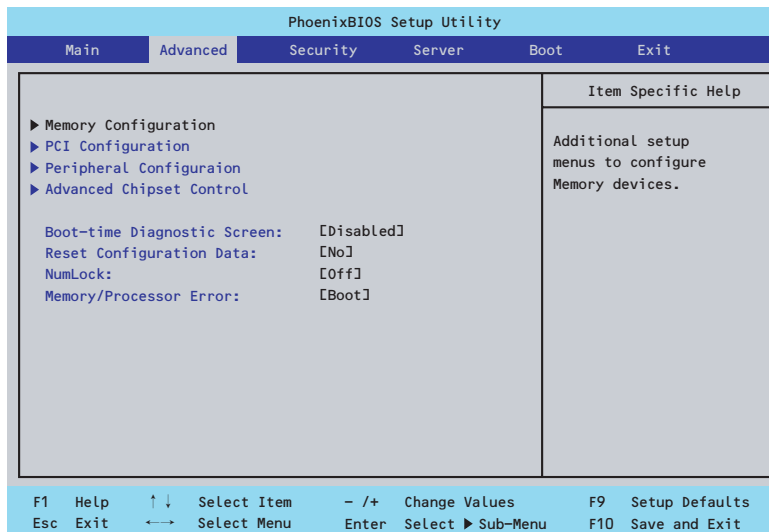 PhoenixBIOS Setup Utility
Main Advanced Security Server Boot Exit
Item Specific Help
▶ Memory Configuration
▶ PCI Configuration
▶ Peripheral Configuraion
▶ Advanced Chipset Control
Additional setup
menus to configure
Memory devices.
Boot-time Diagnostic Screen: [Disabled]
Reset Configuration Data: [No]
NumLock: [Off]
Memory/Processor Error: [Boot]
F1 Help ↑↓ Select Item - /+ Change Values F9 Setup Defaults
Esc Exit ←→ Select Menu Enter Select ▶ Sub-Menu F10 Save and Exit